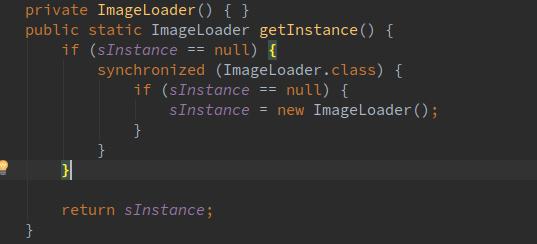 private ImageLoader() { }
public static ImageLoader getInstance() {
if (sInstance == null) {
synchronized (ImageLoader.class) {
if (sInstance == null) {
sInstance = new ImageLoader();
}
}
}
return sInstance;
}